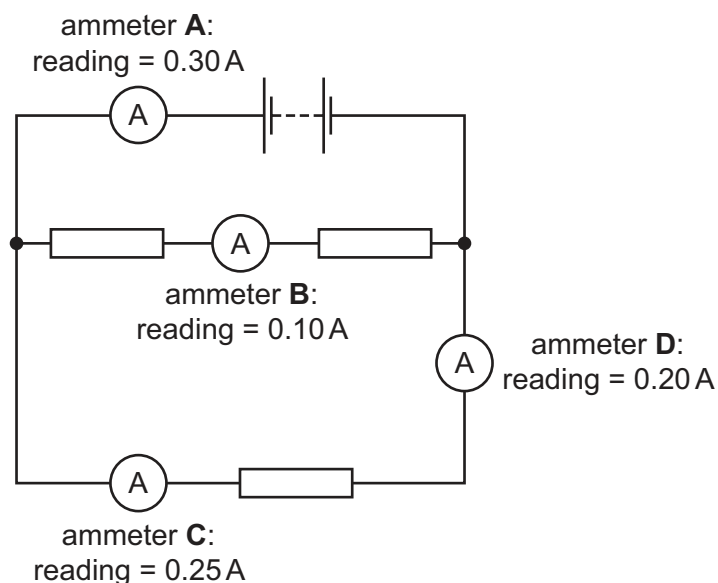 ammeter A:
reading = 0.30 A
A
A
ammeter B:
reading = 0.10 A
A
ammeter D:
reading = 0.20 A
A
ammeter C:
reading = 0.25 A